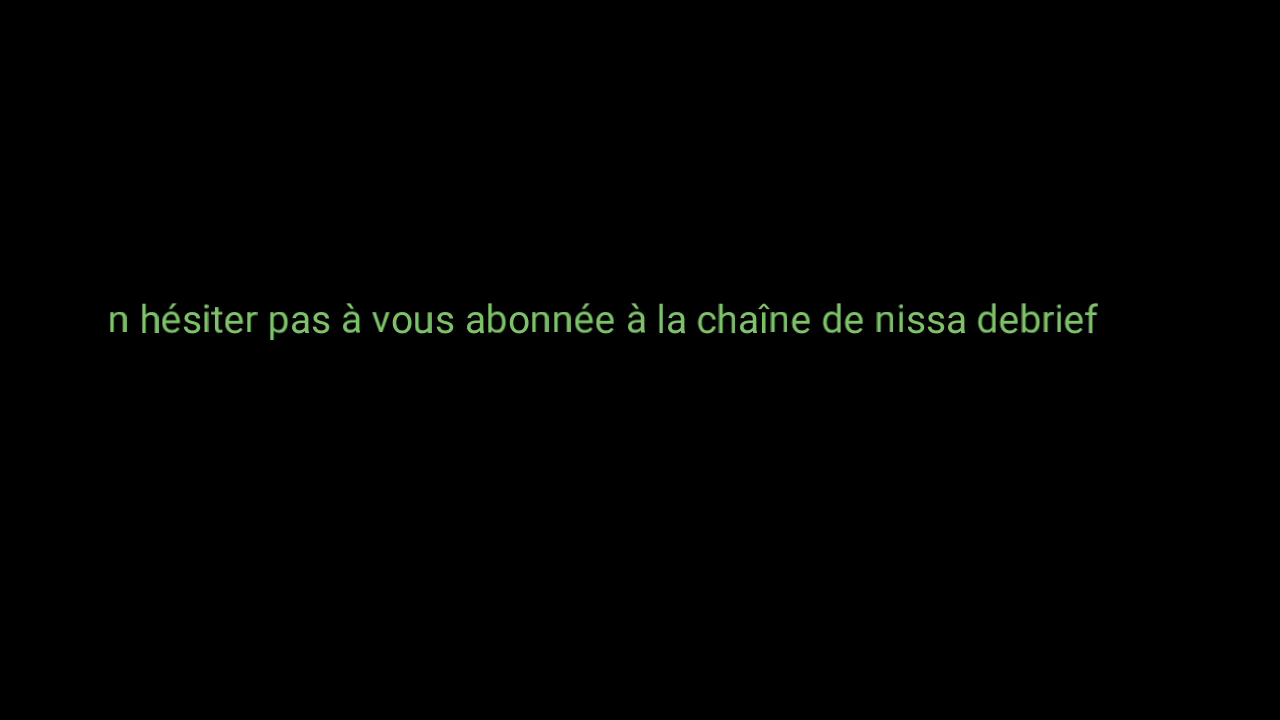 n hésiter pas à vous abonnée à la chaîne de nissa debrief